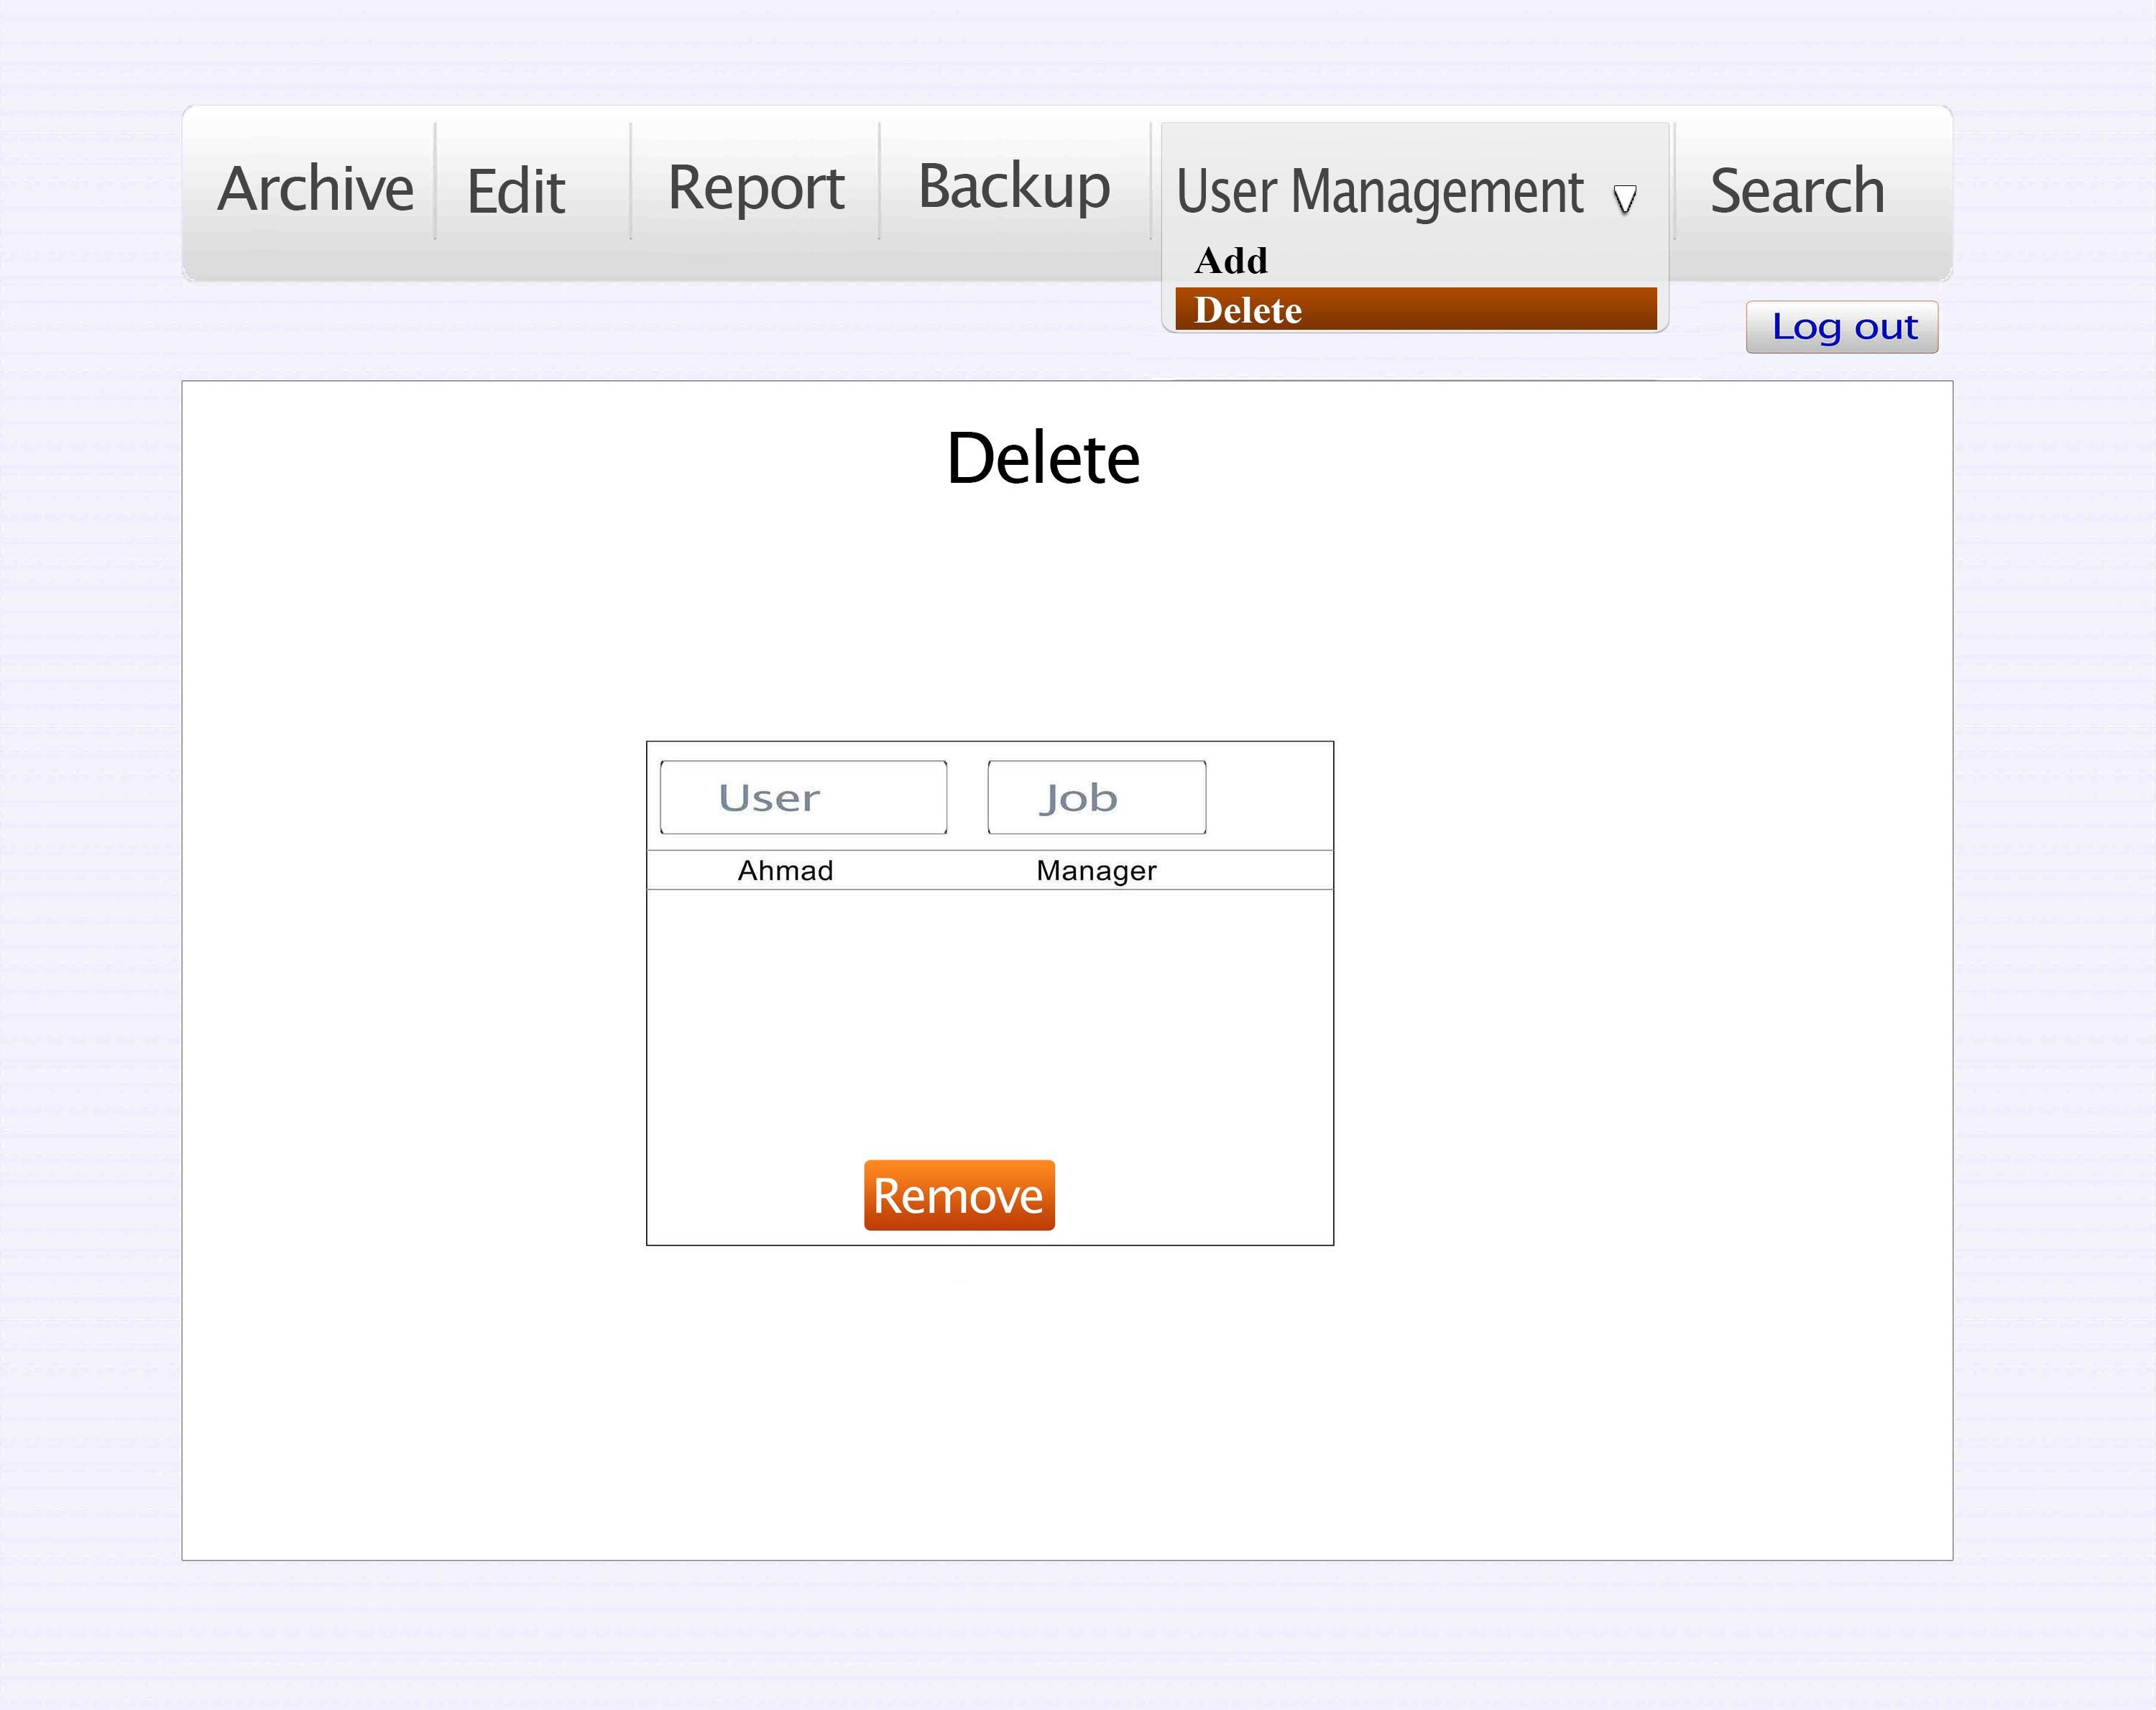 Archive Edit Report Backup User Management Search
Add
Delete
Log out
Delete
User Job
Ahmad Manager
Remove